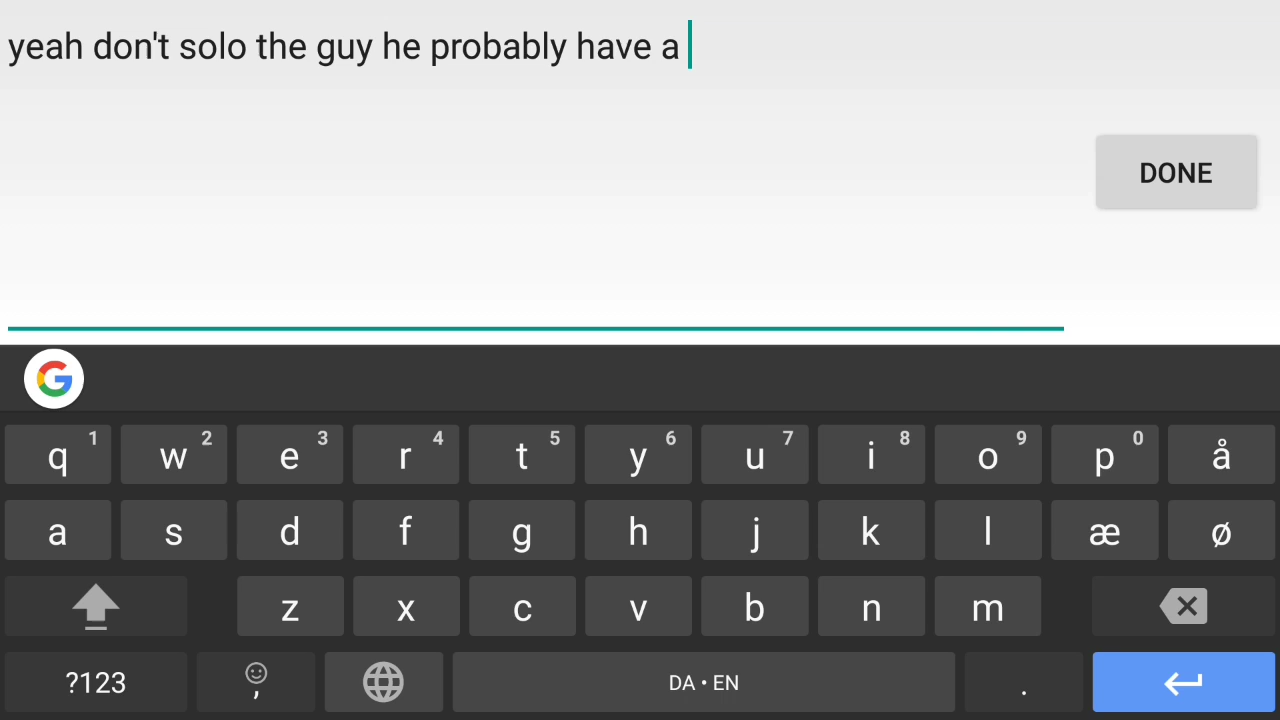 yeah don't solo the guy he probably have a
DONE
q 1 w 2 e 3 r 4 t 5 y 6 u 7 i 8 o 9 p 0 å
a s d f g h j k l æ ø
z x c v b n m
?123 , DA • EN .